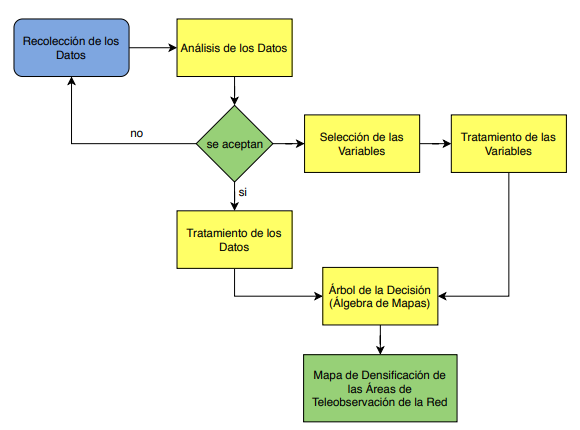 Recolección de los
Datos
Análisis de los Datos
no
se aceptan
Selección de las
Variables
Tratamiento de las
Variables
si
Tratamiento de los
Datos
Árbol de la Decisión
(Álgebra de Mapas)
Mapa de Densificación de
las Áreas de
Teleobservación de la Red